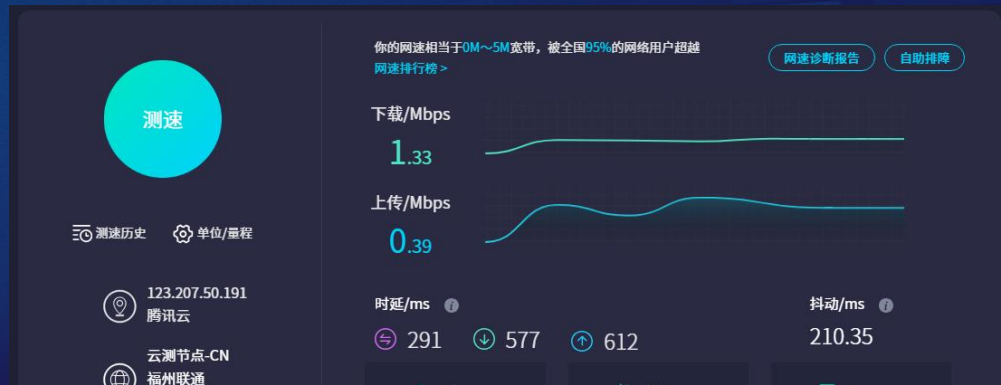 测速
测速历史
单位/量程
123.207.50.191
腾讯云
云测节点-CN
福州联通
你的网速相当于0M～5M宽带，被全国95%的网络用户超越
网速排行榜 >
网速诊断报告
自助排障
下载/Mbps
1.33
上传/Mbps
0.39
时延/ms
291
577
612
抖动/ms
210.35